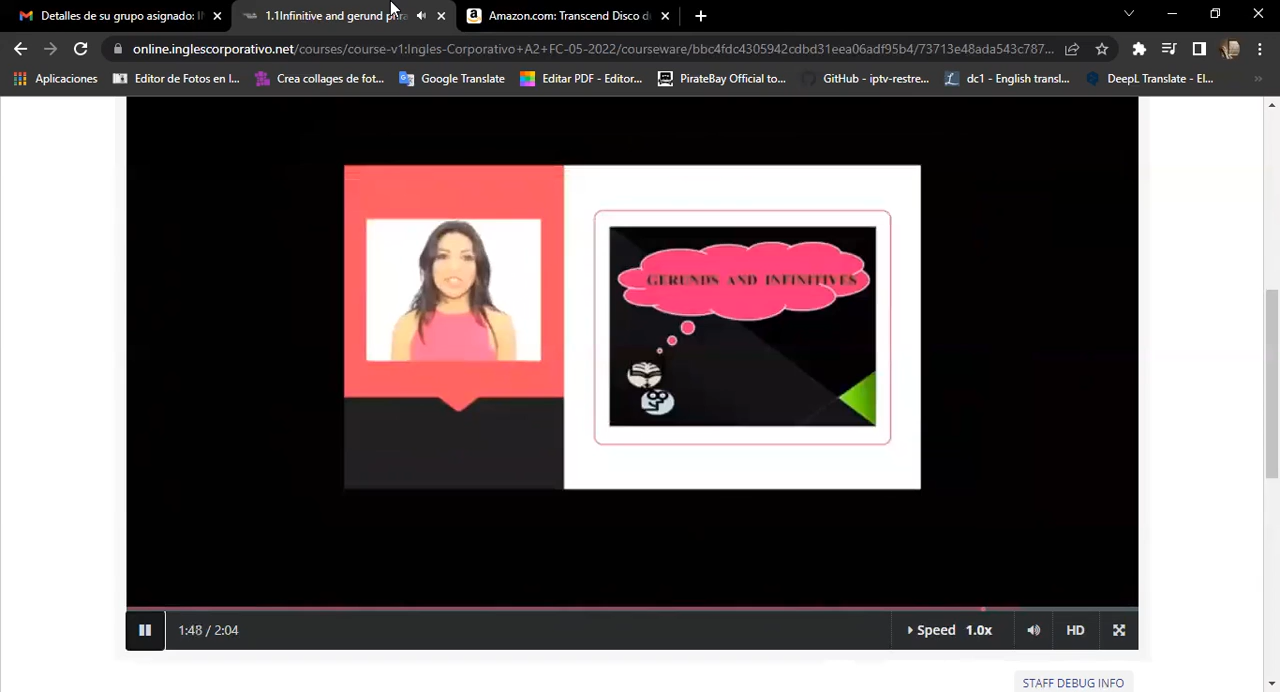 Detalles de su grupo asignado: I
1.1Infinitive and gerund phra
Amazon.com: Transcend Disco d
online.inglescorporativo.net/courses/course-v1:Ingles-Corporativo+A2+FC-05-2022/courseware/bbc4fdc4305942cdbd31eea06adf95b4/73713e48ada543c787...
Aplicaciones
Editor de Fotos en l...
Crea collages de fot...
Google Translate
Editar PDF - Editor...
PirateBay Official to...
GitHub - iptv-restre...
dc1 - English transl...
DeepL Translate - El...
»
GERUNDS AND INFINITIVES
1:48 / 2:04
Speed 1.0x
HD
STAFF DEBUG INFO